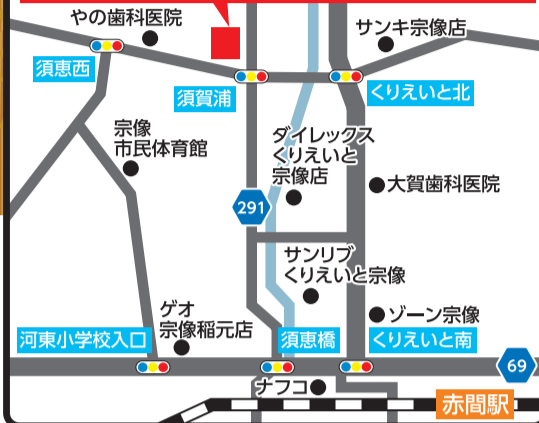 やの歯科医院
サンキ宗像店
須恵西
須賀浦
くりえいと北
宗像
市民体育館
ダイレックス
くりえいと
宗像店
大賀歯科医院
291
サンリブ
くりえいと宗像
ゲオ
宗像稲元店
ゾーン宗像
河東小学校入口
須恵橋
くりえいと南
69
ナフコ
赤間駅